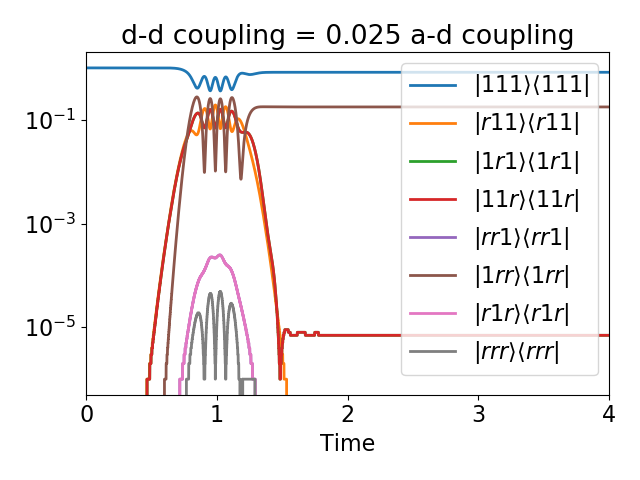 d-d coupling = 0.025 a-d coupling
10⁻¹
10⁻³
10⁻⁵
|111⟩⟨111|
|r11⟩⟨r11|
|1r1⟩⟨1r1|
|11r⟩⟨11r|
|rr1⟩⟨rr1|
|1rr⟩⟨1rr|
|r1r⟩⟨r1r|
|rrr⟩⟨rrr|
0 1 2 3 4
Time